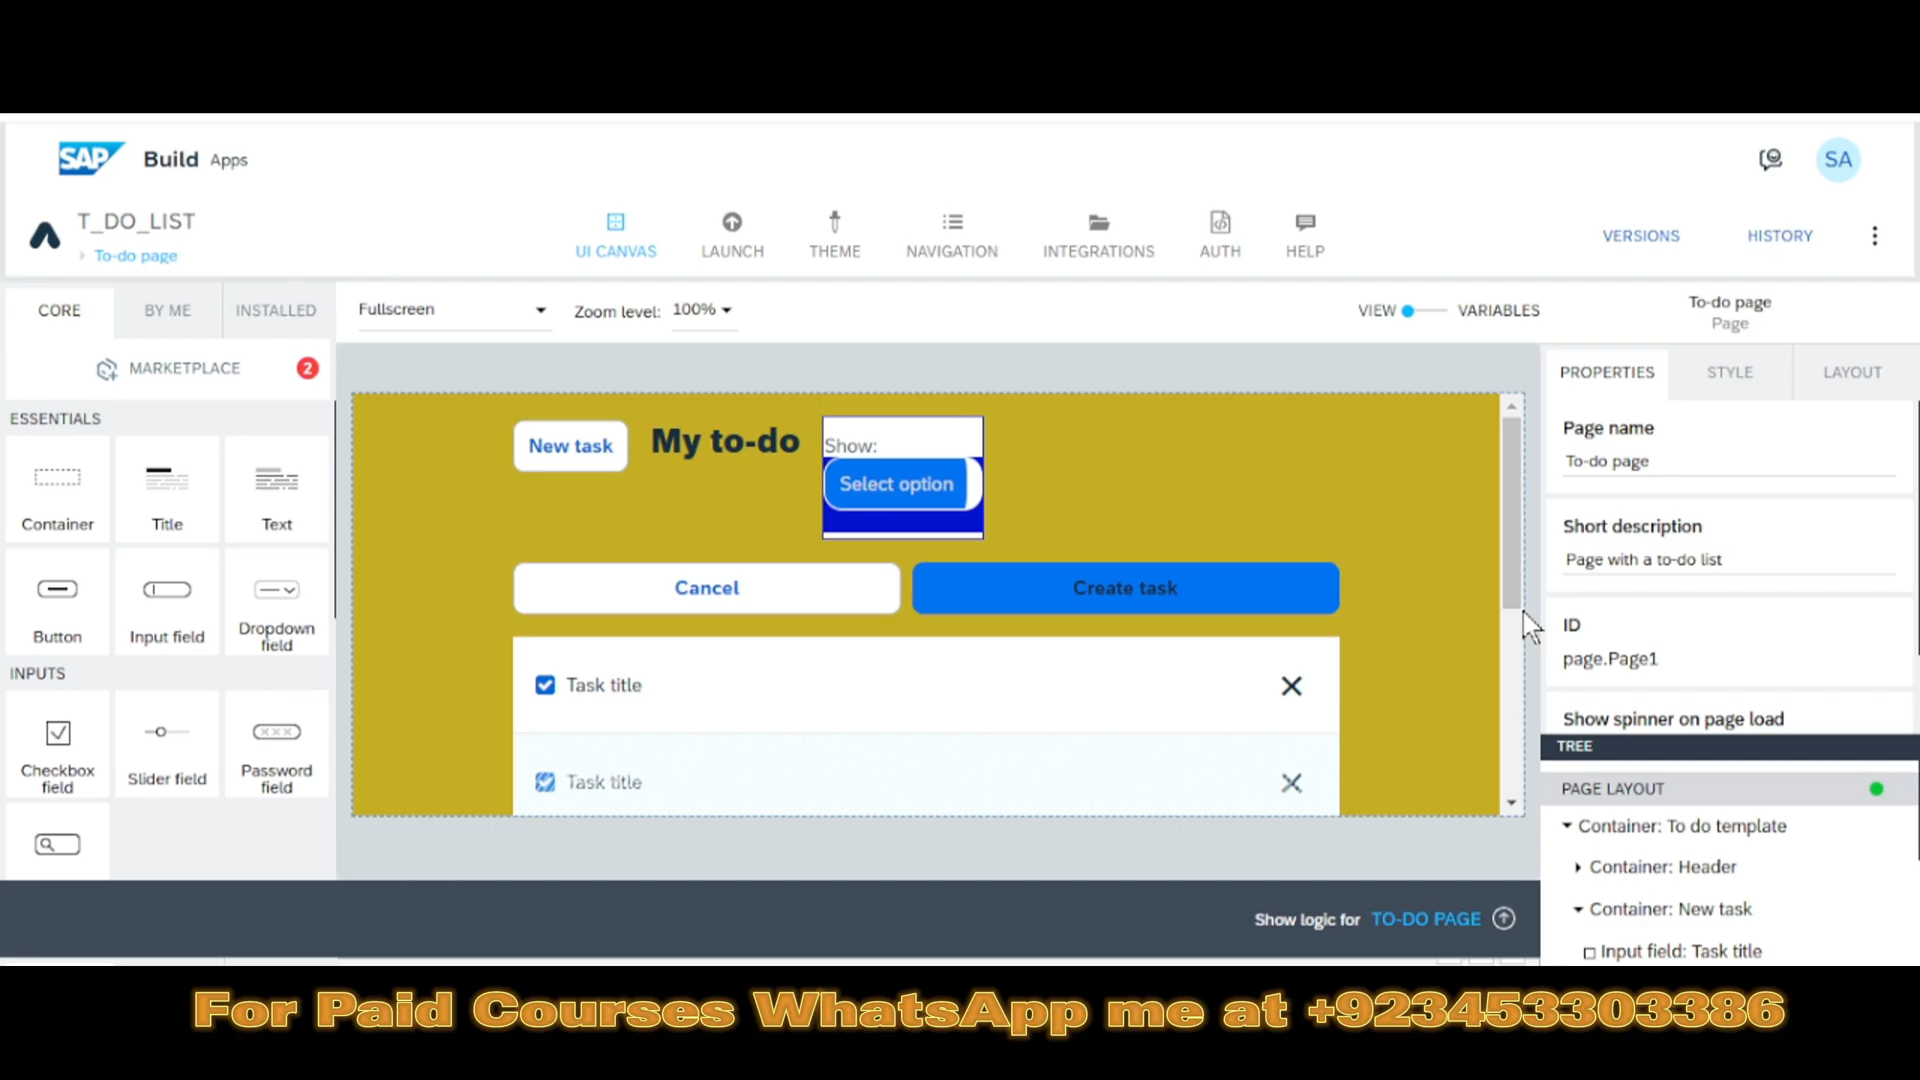 SAP Build Apps
SA
T_DO_LIST
To-do page
UI CANVAS
LAUNCH
THEME
NAVIGATION
INTEGRATIONS
AUTH
HELP
VERSIONS
HISTORY
CORE
BY ME
INSTALLED
Fullscreen
Zoom level: 100%
VIEW
VARIABLES
To-do page
Page
MARKETPLACE
2
PROPERTIES
STYLE
LAYOUT
ESSENTIALS
Container
Title
Text
Button
Input field
Dropdown
field
INPUTS
Checkbox
field
Slider field
Password
field
New task
My to-do
Show:
Select option
Cancel
Create task
Task title
Task title
Page name
To-do page
Short description
Page with a to-do list
ID
page.Page1
Show spinner on page load
TREE
PAGE LAYOUT
Container: To do template
Container: Header
Container: New task
Input field: Task title
Show logic for TO-DO PAGE
For Paid Courses WhatsApp me at +923453303386